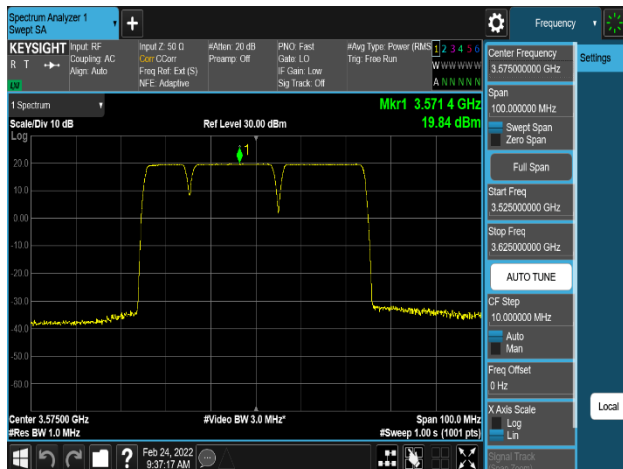 Spectrum Analyzer 1
Swept SA
+
Frequency
KEYSIGHT
R T
Input: RF
Coupling: AC
Align: Auto
Input Z: 50 Ω
Corr CCorr
Freq Ref: Ext (S)
NFE: Adaptive
#Atten: 20 dB
Preamp: Off
PNO: Fast
Gate: LO
IF Gain: Low
Sig Track: Off
#Avg Type: Power (RMS
Trig: Free Run
1 2 3 4 5 6
W W W W W W
A N N N N N
1 Spectrum
Scale/Div 10 dB
Log
Ref Level 30.00 dBm
Mkr1 3.571 4 GHz
19.84 dBm
1
20.0
10.0
0.00
-10.0
-20.0
-30.0
-40.0
-50.0
-60.0
Center 3.57500 GHz
#Res BW 1.0 MHz
#Video BW 3.0 MHz*
Span 100.0 MHz
#Sweep 1.00 s (1001 pts)
?
Feb 24, 2022
9:37:17 AM
Center Frequency
3.575000000 GHz
Span
100.000000 MHz
Swept Span
Zero Span
Full Span
Start Freq
3.525000000 GHz
Stop Freq
3.625000000 GHz
AUTO TUNE
CF Step
10.000000 MHz
Auto
Man
Freq Offset
0 Hz
X Axis Scale
Log
Lin
Signal Track
(Span Zoom)
Settings
Local